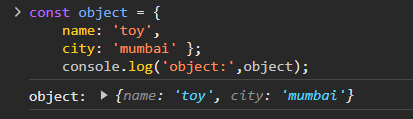 const object = {
name: 'toy',
city: 'mumbai' };
console.log('object:',object);
object: {name: 'toy', city: 'mumbai'}